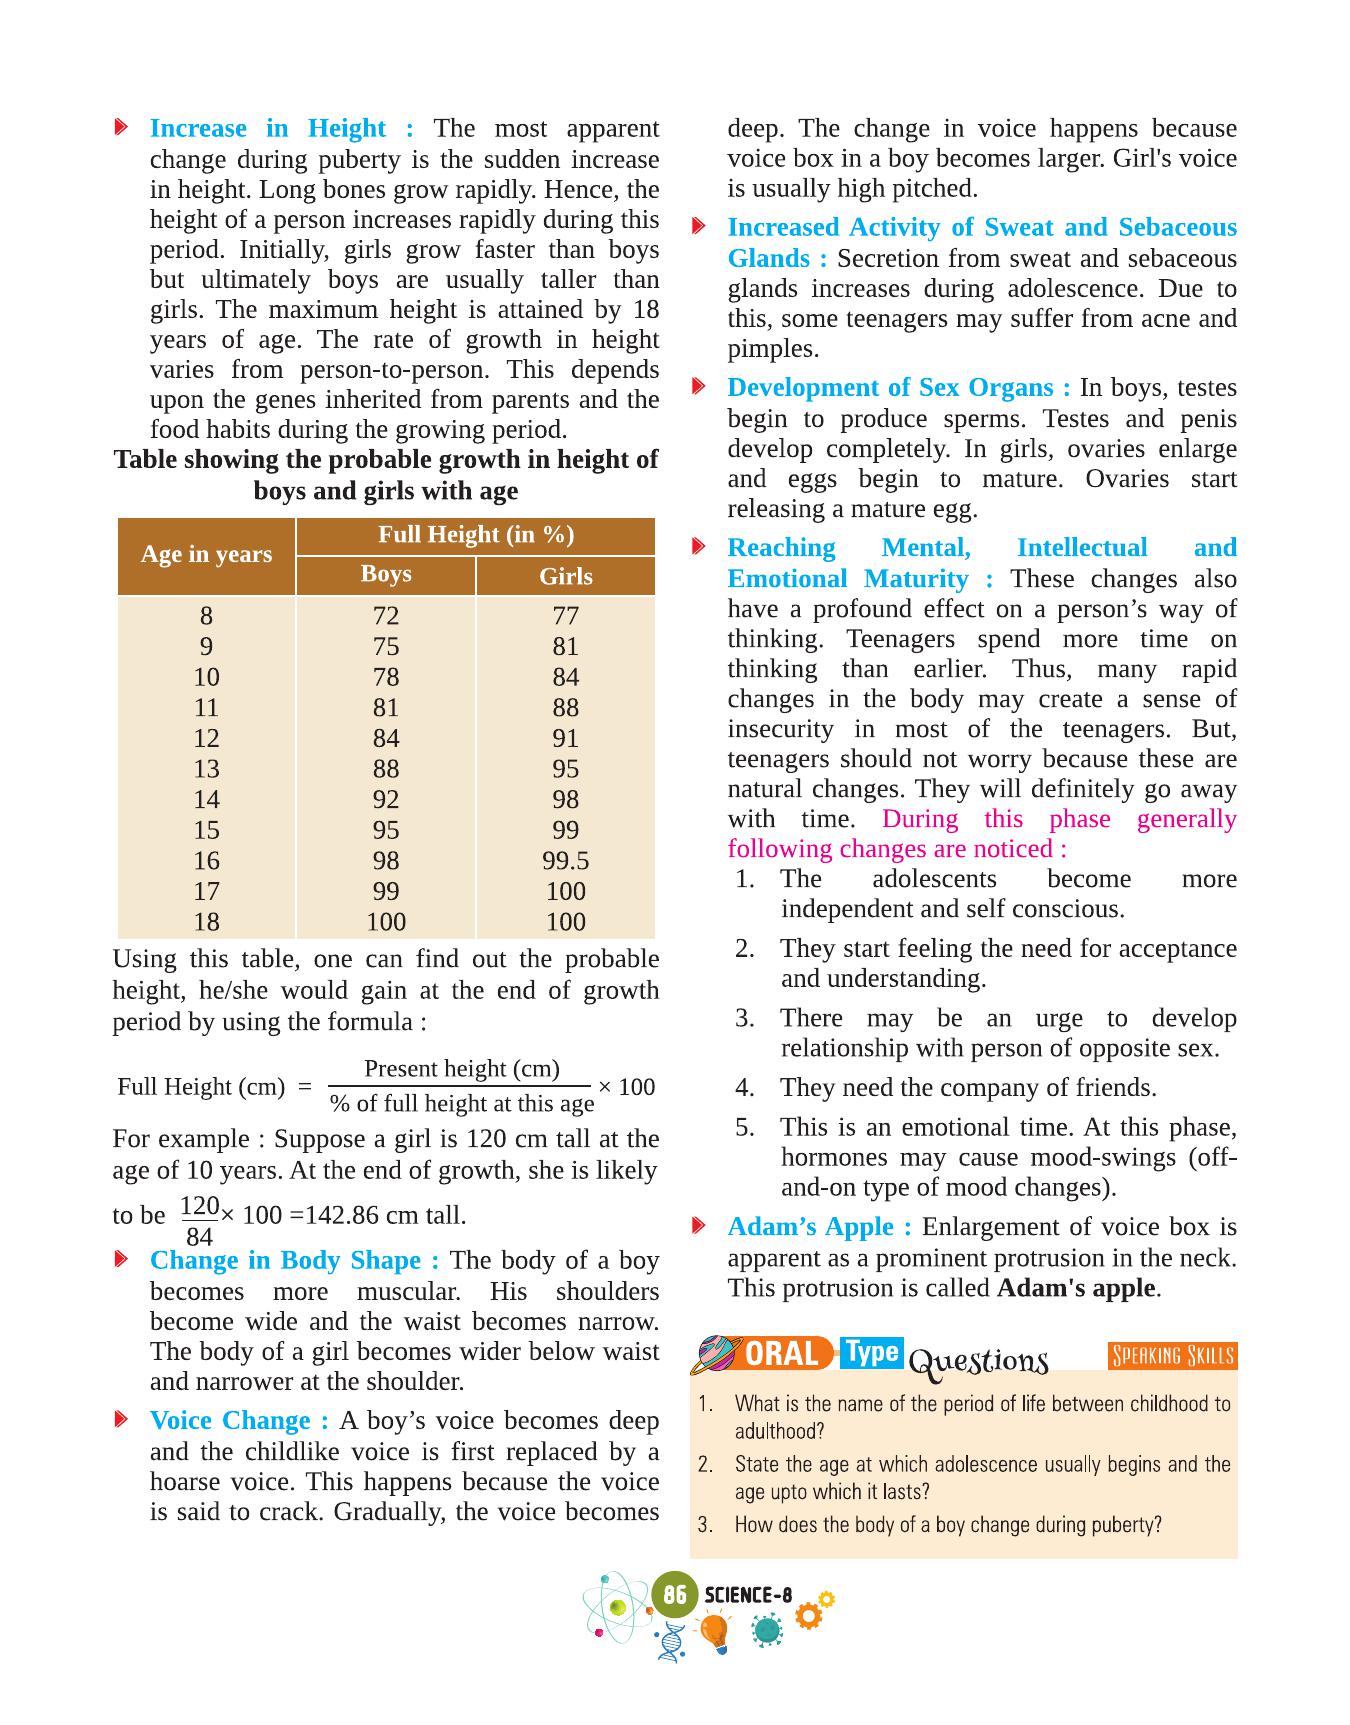 Increase in Height : The most apparent
change during puberty is the sudden increase
in height. Long bones grow rapidly. Hence, the
height of a person increases rapidly during this
period. Initially, girls grow faster than boys
but ultimately boys are usually taller than
girls. The maximum height is attained by 18
years of age. The rate of growth in height
varies from person-to-person. This depends
upon the genes inherited from parents and the
food habits during the growing period.
Table showing the probable growth in height of
boys and girls with age
Age in years Full Height (in %)
Boys Girls
8 72 77
9 75 81
10 78 84
11 81 88
12 84 91
13 88 95
14 92 98
15 95 99
16 98 99.5
17 99 100
18 100 100
Using this table, one can find out the probable
height, he/she would gain at the end of growth
period by using the formula :
Present height (cm)
Full Height (cm) = × 100
% of full height at this age
For example : Suppose a girl is 120 cm tall at the
age of 10 years. At the end of growth, she is likely
to be 120 × 100 =142.86 cm tall.
84
Change in Body Shape : The body of a boy
becomes more muscular. His shoulders
become wide and the waist becomes narrow.
The body of a girl becomes wider below waist
and narrower at the shoulder.
Voice Change : A boy’s voice becomes deep
and the childlike voice is first replaced by a
hoarse voice. This happens because the voice
is said to crack. Gradually, the voice becomes
deep. The change in voice happens because
voice box in a boy becomes larger. Girl's voice
is usually high pitched.
Increased Activity of Sweat and Sebaceous
Glands : Secretion from sweat and sebaceous
glands increases during adolescence. Due to
this, some teenagers may suffer from acne and
pimples.
Development of Sex Organs : In boys, testes
begin to produce sperms. Testes and penis
develop completely. In girls, ovaries enlarge
and eggs begin to mature. Ovaries start
releasing a mature egg.
Reaching Mental, Intellectual and
Emotional Maturity : These changes also
have a profound effect on a person’s way of
thinking. Teenagers spend more time on
thinking than earlier. Thus, many rapid
changes in the body may create a sense of
insecurity in most of the teenagers. But,
teenagers should not worry because these are
natural changes. They will definitely go away
with time. During this phase generally
following changes are noticed :
1. The adolescents become more
independent and self conscious.
2. They start feeling the need for acceptance
and understanding.
3. There may be an urge to develop
relationship with person of opposite sex.
4. They need the company of friends.
5. This is an emotional time. At this phase,
hormones may cause mood-swings (off-
and-on type of mood changes).
Adam’s Apple : Enlargement of voice box is
apparent as a prominent protrusion in the neck.
This protrusion is called Adam's apple.
ORAL Type Questions SPEAKING SKILLS
1. What is the name of the period of life between childhood to
adulthood?
2. State the age at which adolescence usually begins and the
age upto which it lasts?
3. How does the body of a boy change during puberty?
86 SCIENCE-8